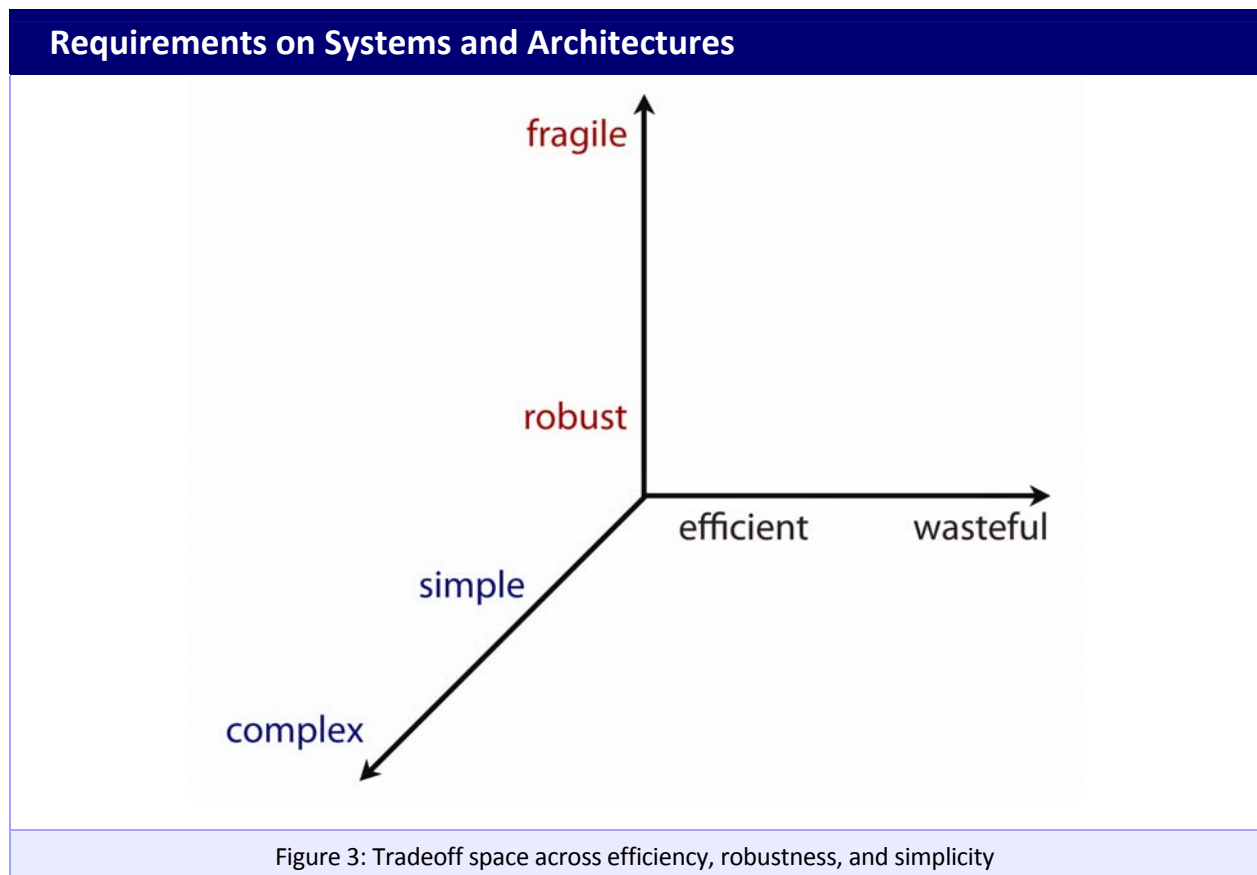 Requirements on Systems and Architectures
fragile
robust
efficient wasteful
simple
complex
Figure 3: Tradeoff space across efficiency, robustness, and simplicity